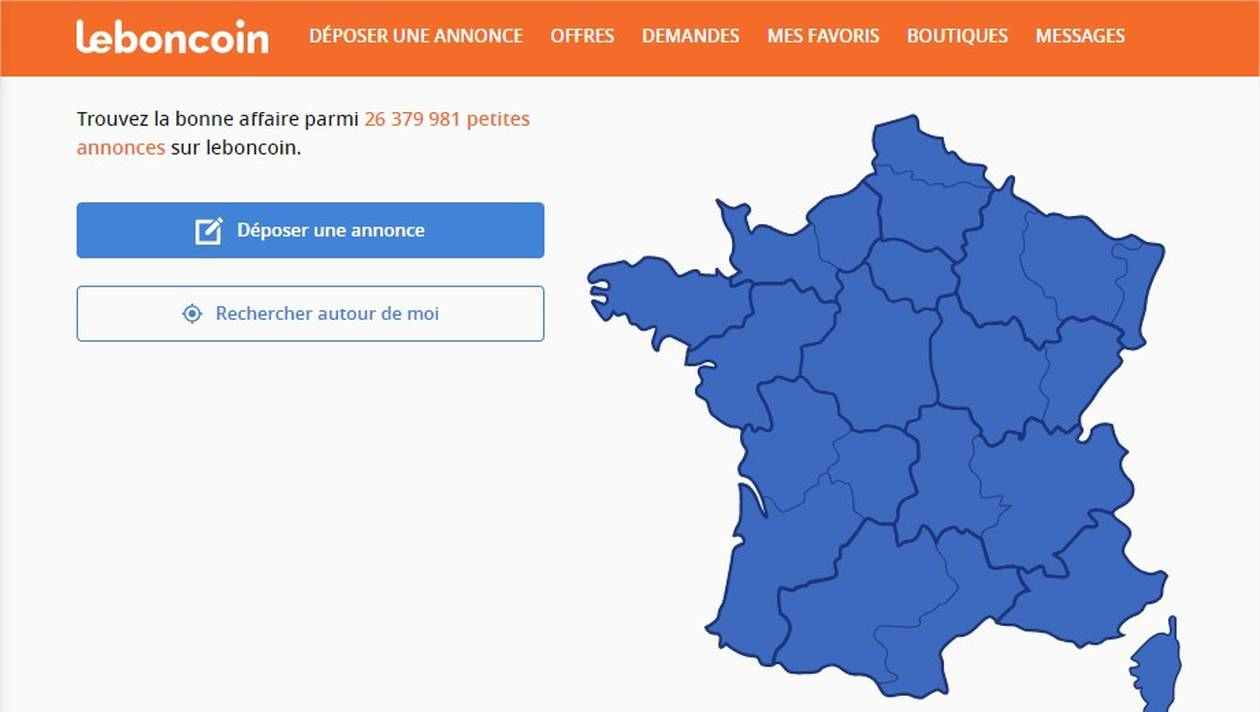 leboncoin DÉPOSER UNE ANNONCE OFFRES DEMANDES MES FAVORIS BOUTIQUES MESSAGES
Trouvez la bonne affaire parmi 26 379 981 petites
annonces sur leboncoin.
Déposer une annonce
Rechercher autour de moi